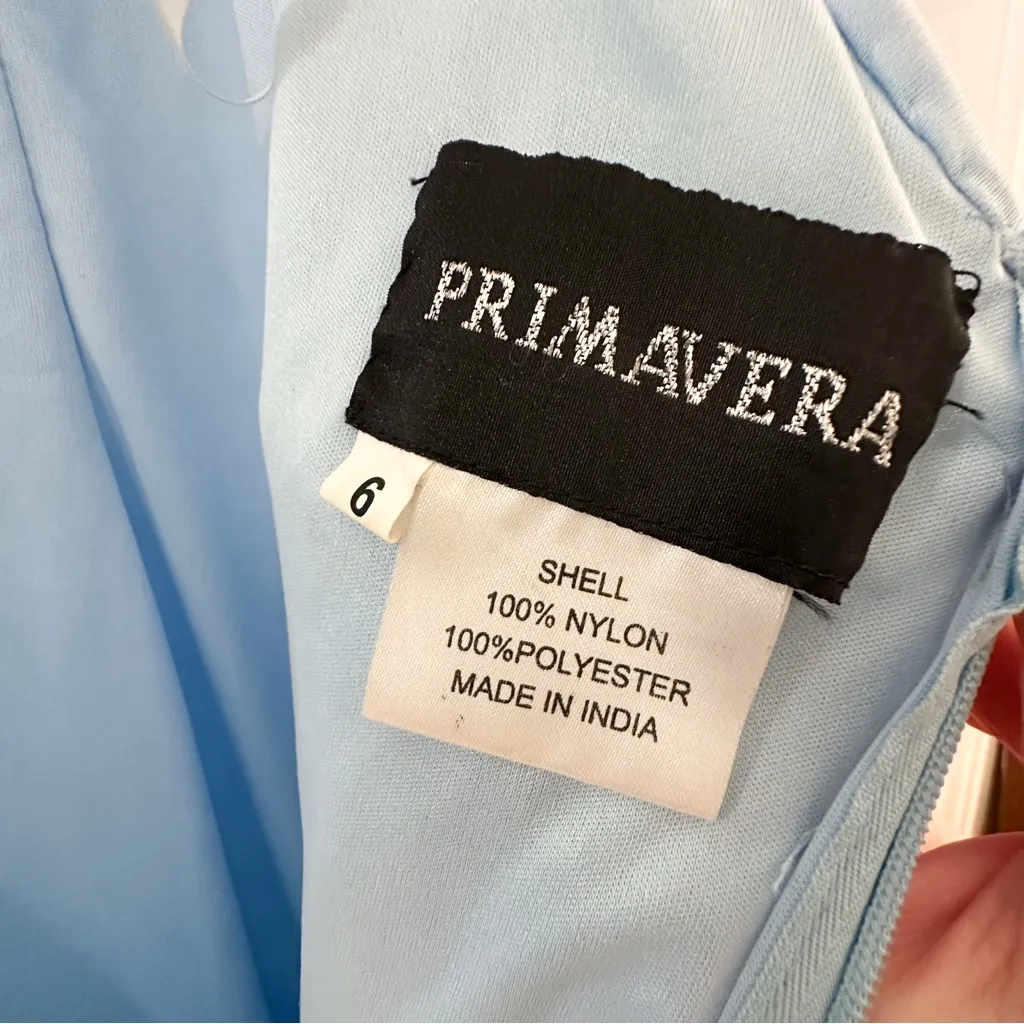 PRIMAVERA
6
SHELL
100% NYLON
100%POLYESTER
MADE IN INDIA